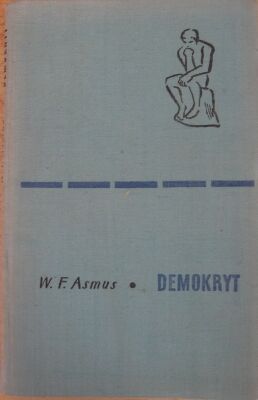 W. F. Asmus • DEMOKRYT